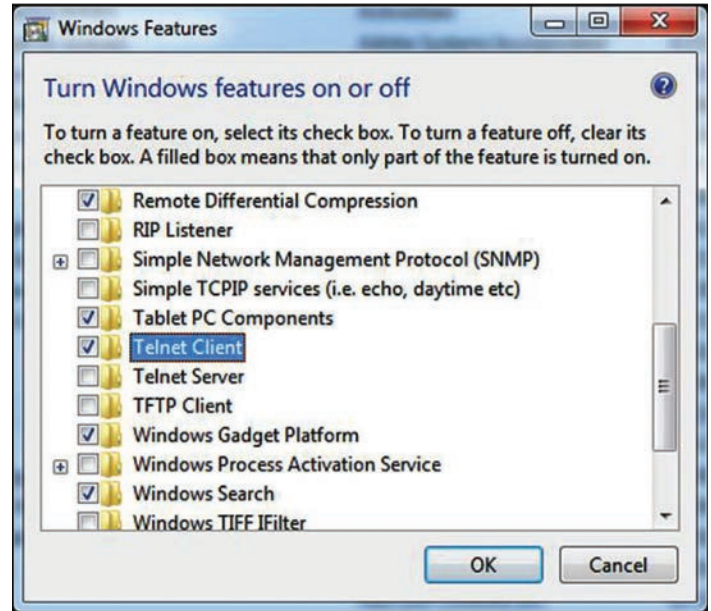 Windows Features
Turn Windows features on or off
To turn a feature on, select its check box. To turn a feature off, clear its
check box. A filled box means that only part of the feature is turned on.
Remote Differential Compression
RIP Listener
Simple Network Management Protocol (SNMP)
Simple TCPIP services (i.e. echo, daytime etc)
Tablet PC Components
Telnet Client
Telnet Server
TFTP Client
Windows Gadget Platform
Windows Process Activation Service
Windows Search
Windows TIFF IFilter
OK Cancel